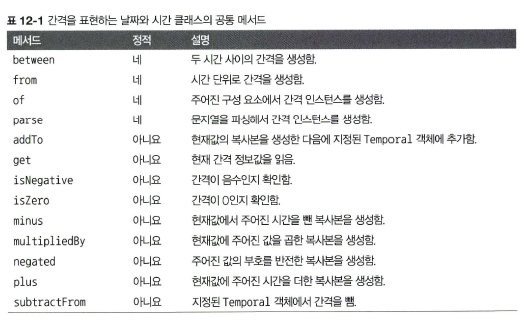 표 12-1 간격을 표현하는 날짜와 시간 클래스의 공통 메서드
메서드 정적 설명
between 네 두 시간 사이의 간격을 생성함.
from 네 시간 단위로 간격을 생성함.
of 네 주어진 구성 요소에서 간격 인스턴스를 생성함.
parse 네 문자열을 파싱해서 간격 인스턴스를 생성함.
addTo 아니요 현재값의 복사본을 생성한 다음에 지정된 Temporal 객체에 추가함.
get 아니요 현재 간격 정보값을 읽음.
isNegative 아니요 간격이 음수인지 확인함.
isZero 아니요 간격이 0인지 확인함.
minus 아니요 현재값에서 주어진 시간을 뺀 복사본을 생성함.
multipliedBy 아니요 현재값에 주어진 값을 곱한 복사본을 생성함.
negated 아니요 주어진 값의 부호를 반전한 복사본을 생성함.
plus 아니요 현재값에 주어진 시간을 더한 복사본을 생성함.
subtractFrom 아니요 지정된 Temporal 객체에서 간격을 뺌.